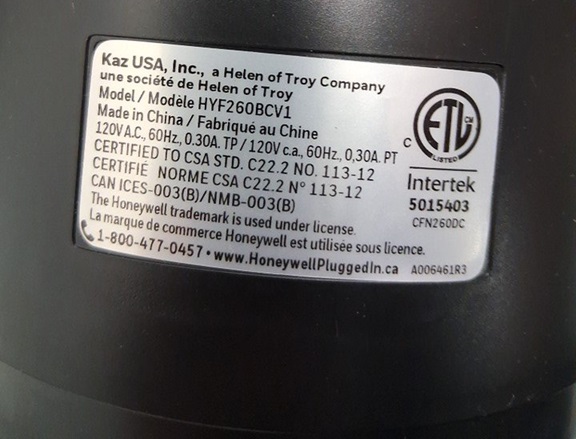 Kaz USA, Inc., a Helen of Troy Company
une société de Helen of Troy
Model / Modèle HYF260BCV1
Made in China / Fabriqué au Chine
120V A.C., 60Hz., 0.30A. TP / 120V c.a., 60Hz., 0,30A. PT
CERTIFIED TO CSA STD. C22.2 NO. 113-12
CERTIFIÉ NORME CSA C22.2 N° 113-12
CAN ICES-003(B)/NMB-003(B)
The Honeywell trademark is used under license.
La marque de commerce Honeywell est utilisée sous licence.
1-800-477-0457 • www.HoneywellPluggedIn.ca
C
ETL
CM
LISTED
Intertek
5015403
CFN260DC
A006461R3